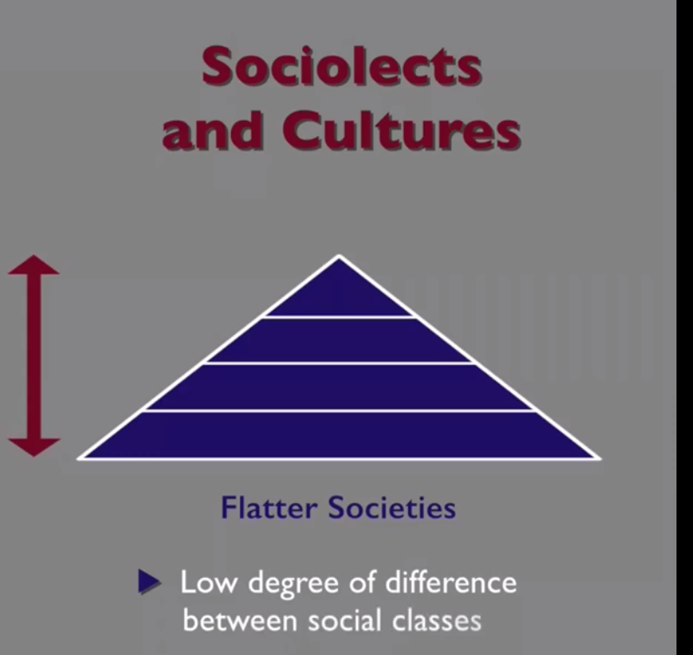 Sociolects
and Cultures
Flatter Societies
Low degree of difference
between social classes